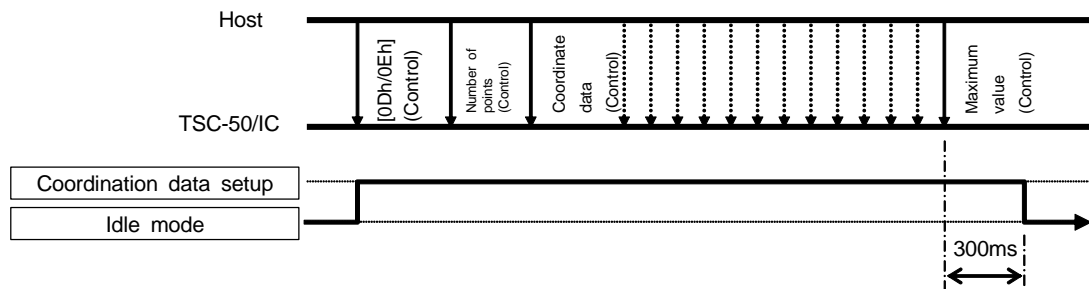 Host
[0Dh/0Eh]
(Control)
Number of
points
(Control)
Coordinate
data
(Control)
Maximum
value
(Control)
TSC-50/IC
Coordination data setup
Idle mode
300ms